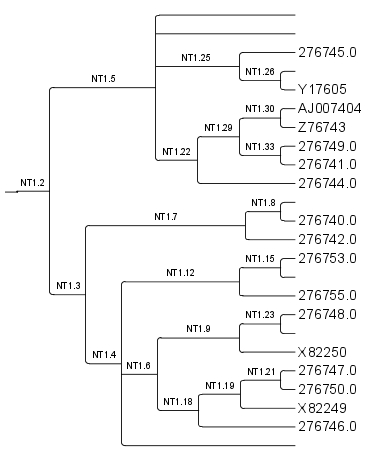 276745.0
NT1.25
NT1.26
NT1.5
Y17605
AJ007404
NT1.30
Z76743
NT1.29
276749.0
NT1.33
NT1.22
276741.0
276744.0
NT1.2
NT1.8
276740.0
NT1.7
276742.0
276753.0
NT1.15
NT1.12
NT1.3
276755.0
276748.0
NT1.23
NT1.9
X82250
NT1.4
NT1.6
276747.0
NT1.21
276750.0
NT1.19
NT1.18
X82249
276746.0